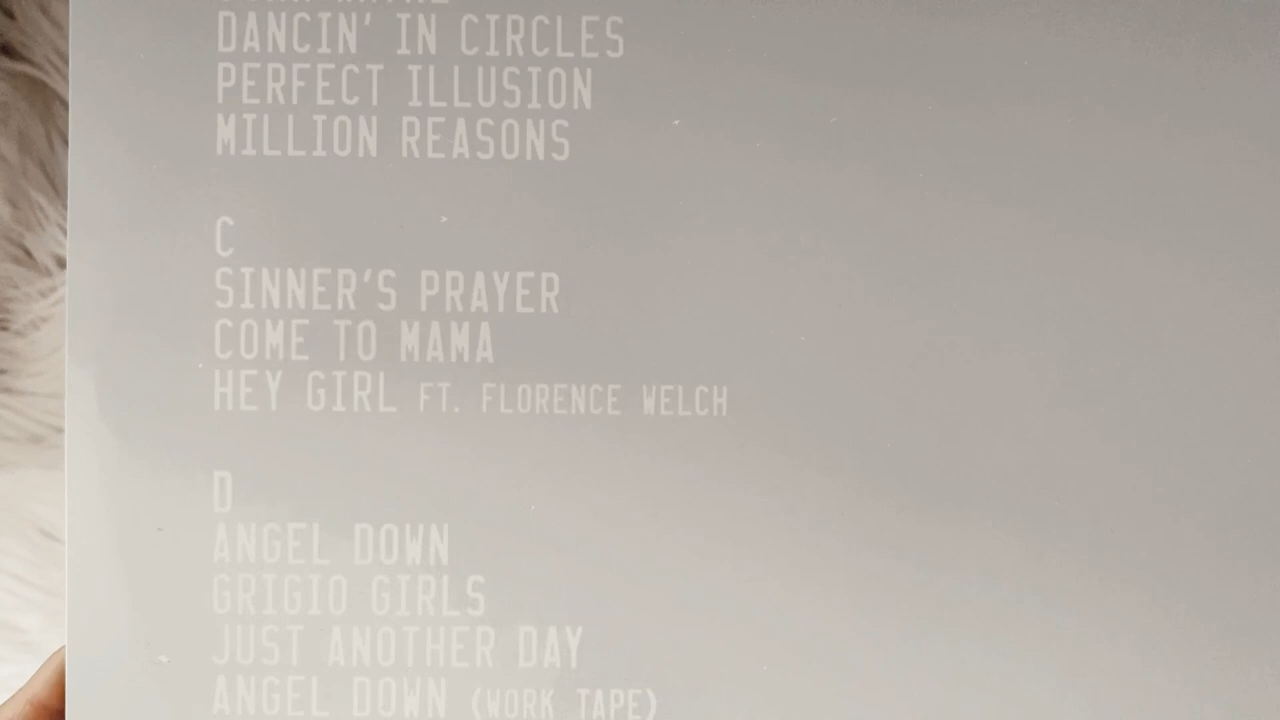 DANCIN' IN CIRCLES
PERFECT ILLUSION
MILLION REASONS
C
SINNER'S PRAYER
COME TO MAMA
HEY GIRL FT. FLORENCE WELCH
D
ANGEL DOWN
GRIGIO GIRLS
JUST ANOTHER DAY
ANGEL DOWN (WORK TAPE)